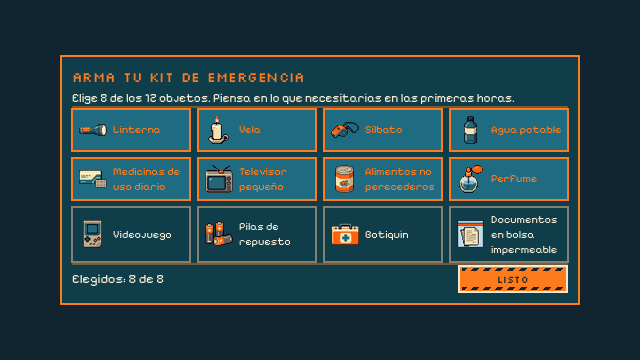 ARMA TU KIT DE EMERGENCIA
Elige 8 de los 12 objetos. Piensa en lo que necesitarías en las primeras horas.
Linterna
Vela
Silbato
Agua potable
Medicinas de
uso diario
Televisor
pequeño
Alimentos no
perecederos
Perfume
Videojuego
Pilas de
repuesto
Botiquín
Documentos
en bolsa
impermeable
Elegidos: 8 de 8
LISTO